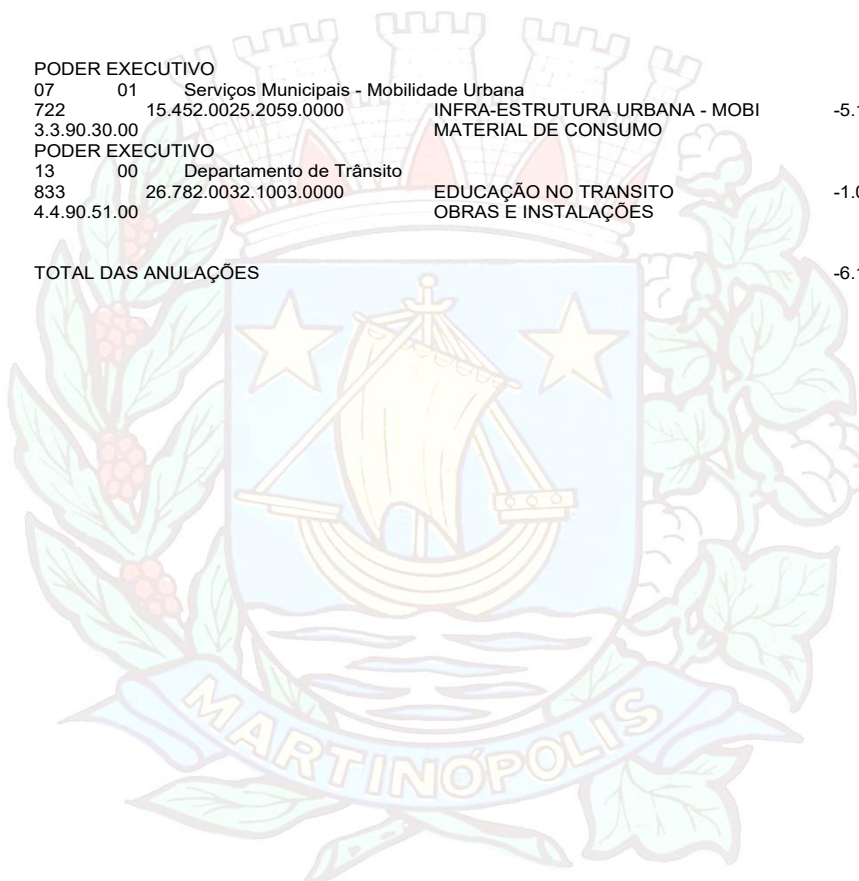 PODER EXECUTIVO
07 01 Serviços Municipais - Mobilidade Urbana
722 15.452.0025.2059.0000 INFRA-ESTRUTURA URBANA - MOBI
3.3.90.30.00 MATERIAL DE CONSUMO
PODER EXECUTIVO
13 00 Departamento de Trânsito
833 26.782.0032.1003.0000 EDUCAÇÃO NO TRANSITO
4.4.90.51.00 OBRAS E INSTALAÇÕES
TOTAL DAS ANULAÇÕES
MARTINÓPOLIS